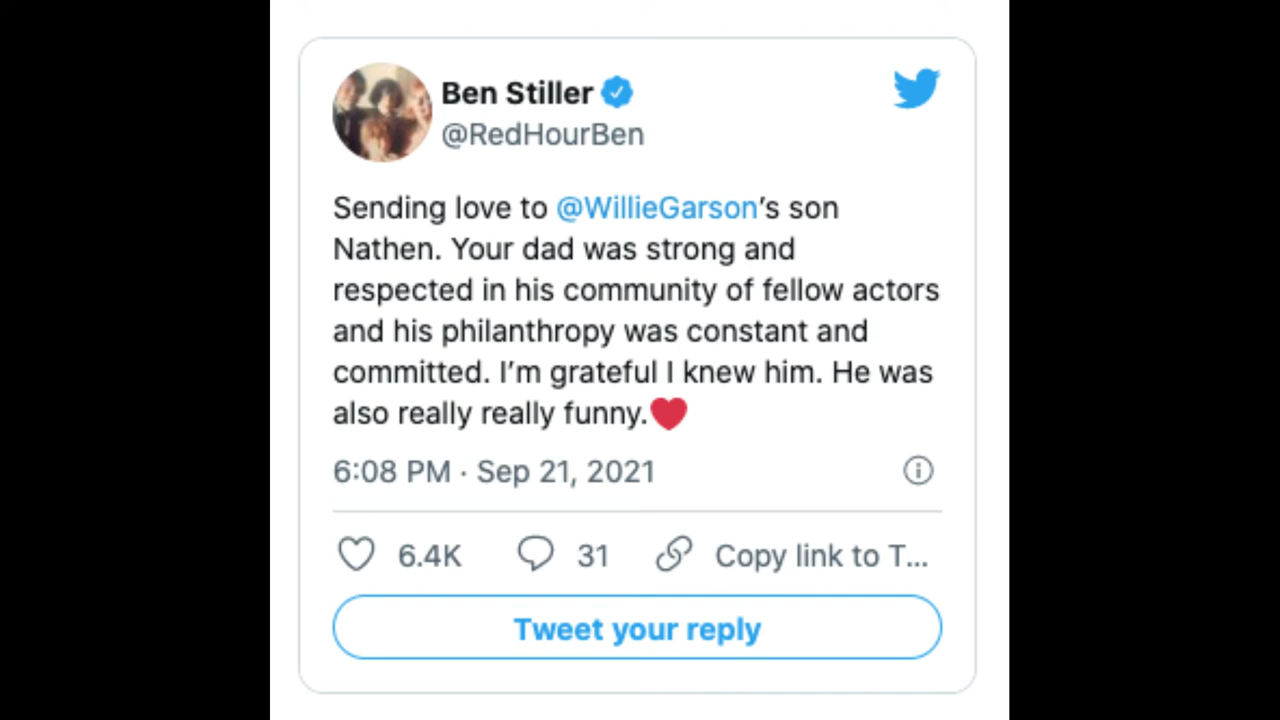 Ben Stiller
@RedHourBen
Sending love to @WillieGarson’s son
Nathen. Your dad was strong and
respected in his community of fellow actors
and his philanthropy was constant and
committed. I’m grateful I knew him. He was
also really really funny.❤️
6:08 PM · Sep 21, 2021
6.4K 31 Copy link to T...
Tweet your reply